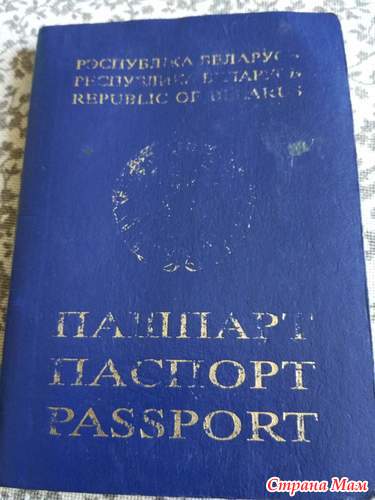 РЭСПУБЛІКА БЕЛАРУСЬ
РЕСПУБЛИКА БЕЛАРУСЬ
REPUBLIC OF BELARUS
ПАШПАРТ
ПАСПОРТ
PASSPORT
Страна Мам